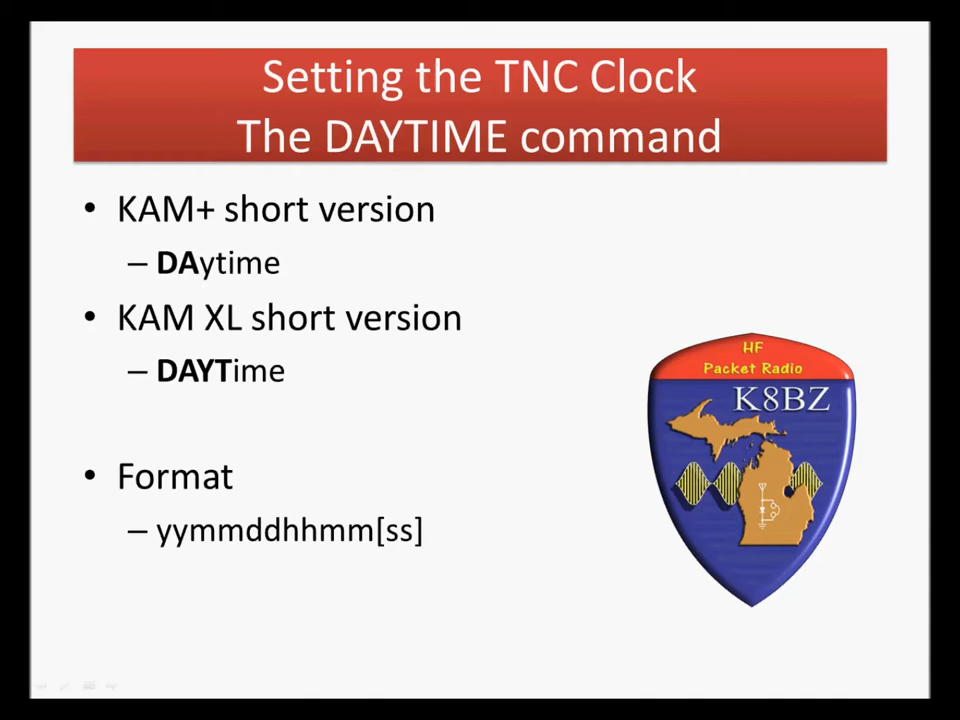 Setting the TNC Clock
The DAYTIME command
• KAM+ short version
– DAytime
• KAM XL short version
– DAYTime
• Format
– yymmddhhmm[ss]
HF
Packet Radio
K8BZ